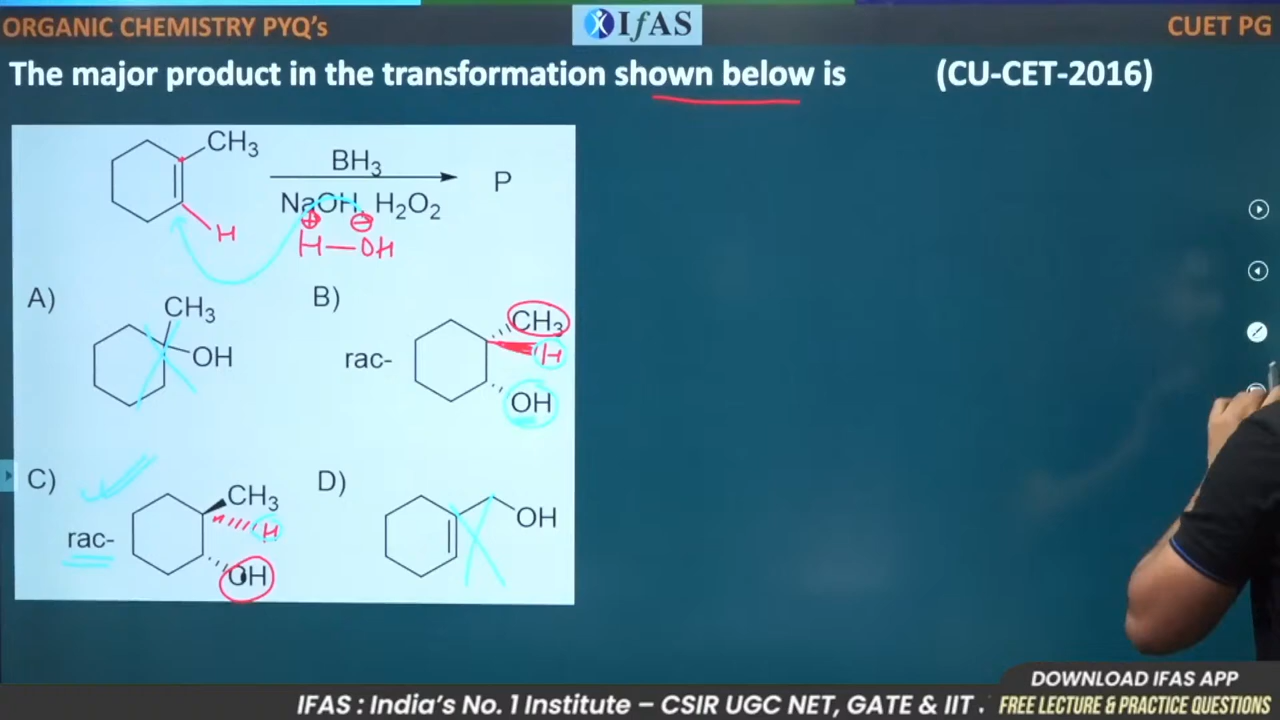 ORGANIC CHEMISTRY PYQ's
IfAS
CUET PG
The major product in the transformation shown below is (CU-CET-2016)
CH3
BH3
NaOH, H2O2
P
H
⊕ ⊖
H—OH
A)
CH3
OH
B)
rac-
CH3
H
OH
C)
rac-
CH3
H
OH
D)
OH
DOWNLOAD IFAS APP
IFAS : India's No. 1 Institute – CSIR UGC NET, GATE & IIT .
FREE LECTURE & PRACTICE QUESTIONS